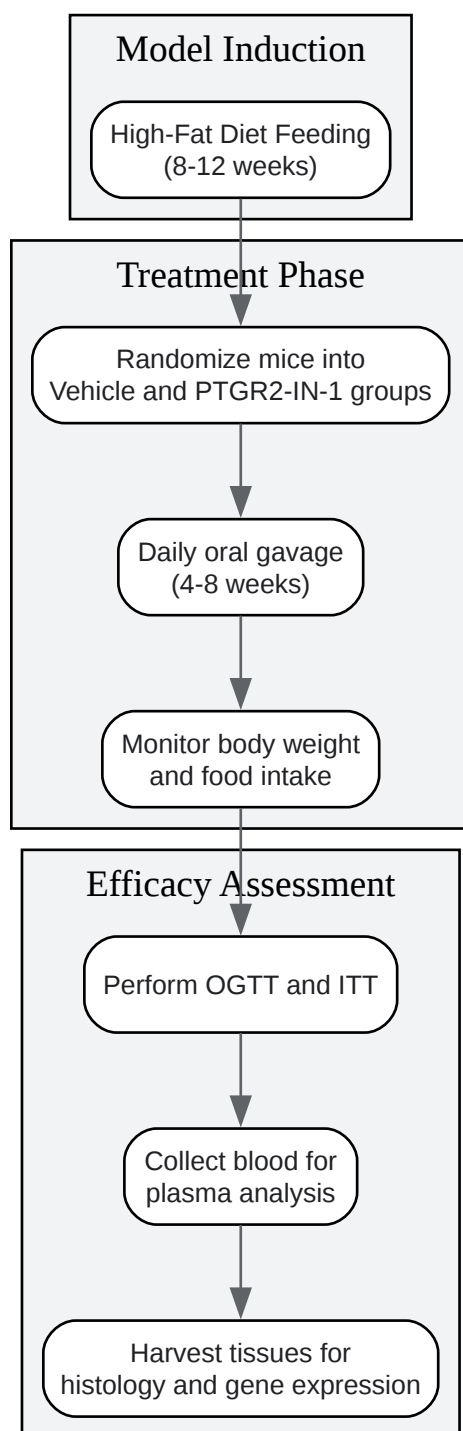 Model Induction
High-Fat Diet Feeding
(8-12 weeks)
Treatment Phase
Randomize mice into
Vehicle and PTGR2-IN-1 groups
Daily oral gavage
(4-8 weeks)
Monitor body weight
and food intake
Efficacy Assessment
Perform OGTT and ITT
Collect blood for
plasma analysis
Harvest tissues for
histology and gene expression